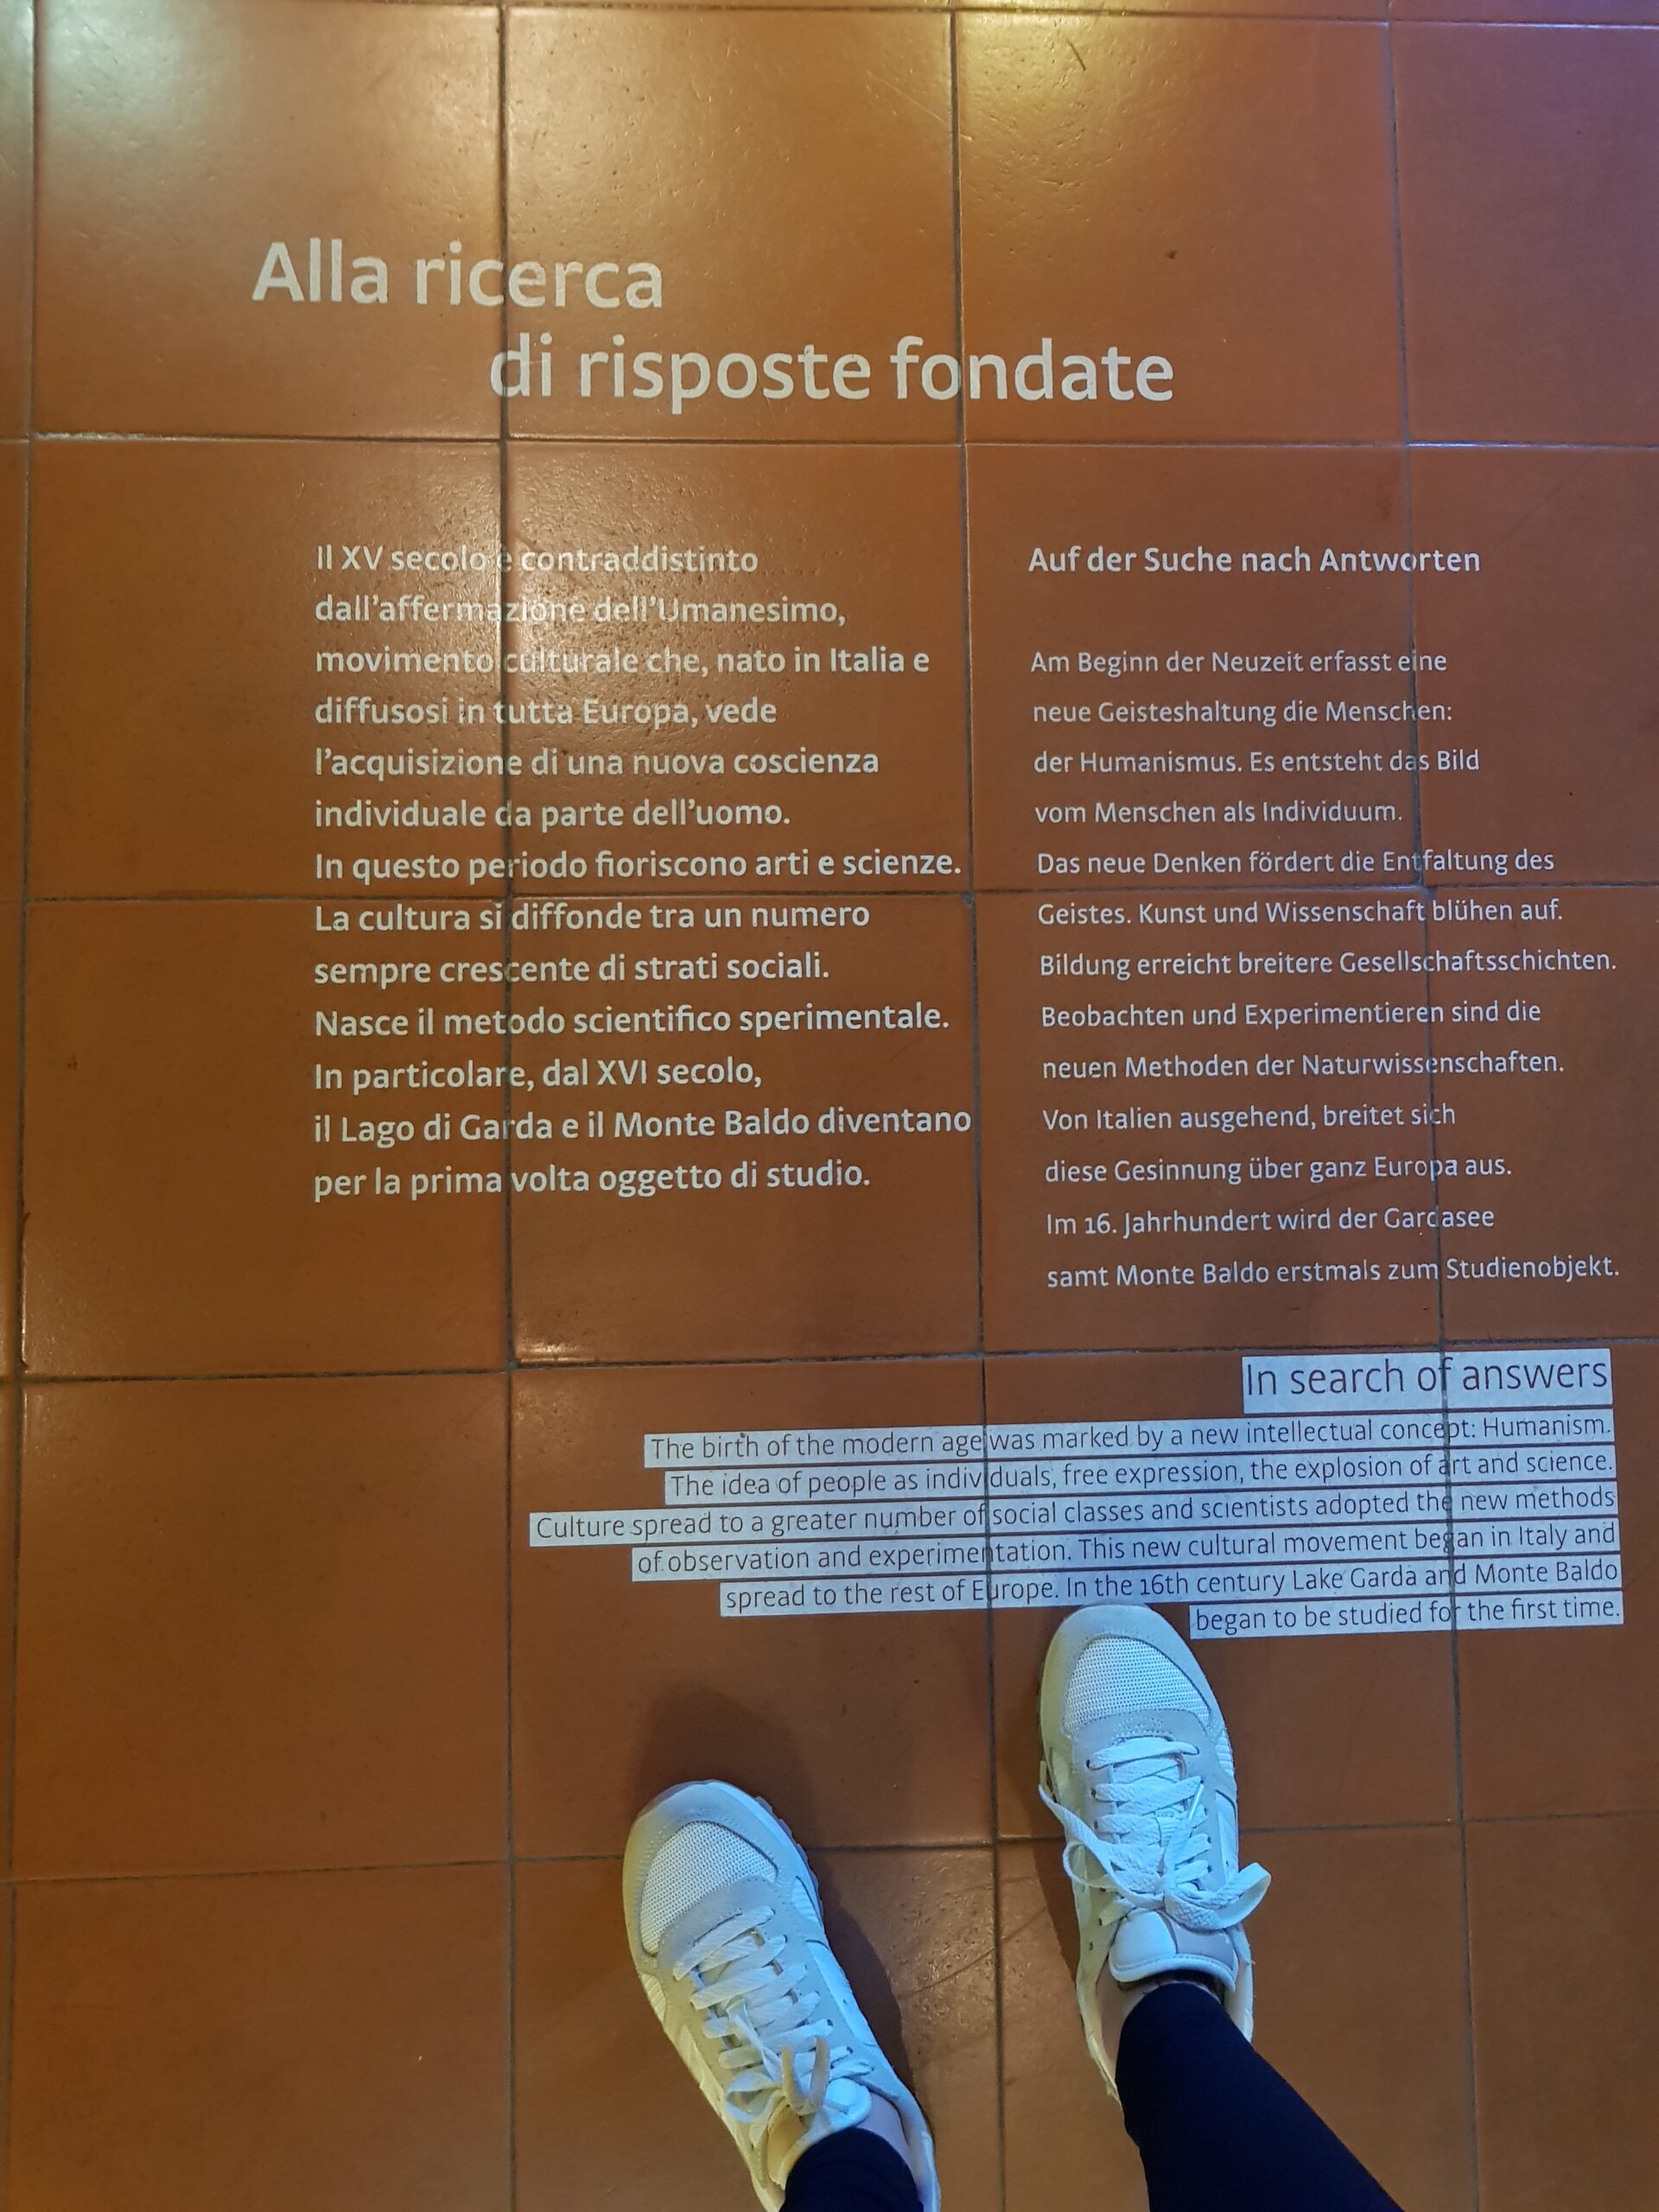 Alla ricerca
di risposte fondate
Il XV secolo è contraddistinto
dall'affermazione dell'Umanesimo,
movimento culturale che, nato in Italia e
diffusosi in tutta Europa, vede
l'acquisizione di una nuova coscienza
individuale da parte dell'uomo.
In questo periodo fioriscono arti e scienze.
La cultura si diffonde tra un numero
sempre crescente di strati sociali.
Nasce il metodo scientifico sperimentale.
In particolare, dal XVI secolo,
il Lago di Garda e il Monte Baldo diventano
per la prima volta oggetto di studio.
Auf der Suche nach Antworten
Am Beginn der Neuzeit erfasst eine
neue Geisteshaltung die Menschen:
der Humanismus. Es entsteht das Bild
vom Menschen als Individuum.
Das neue Denken fördert die Entfaltung des
Geistes. Kunst und Wissenschaft blühen auf.
Bildung erreicht breitere Gesellschaftsschichten.
Beobachten und Experimentieren sind die
neuen Methoden der Naturwissenschaften.
Von Italien ausgehend, breitet sich
diese Gesinnung über ganz Europa aus.
Im 16. Jahrhundert wird der Gardasee
samt Monte Baldo erstmals zum Studienobjekt.
In search of answers
The birth of the modern age was marked by a new intellectual concept: Humanism.
The idea of people as individuals, free expression, the explosion of art and science.
Culture spread to a greater number of social classes and scientists adopted the new methods
of observation and experimentation. This new cultural movement began in Italy and
spread to the rest of Europe. In the 16th century Lake Garda and Monte Baldo
began to be studied for the first time.